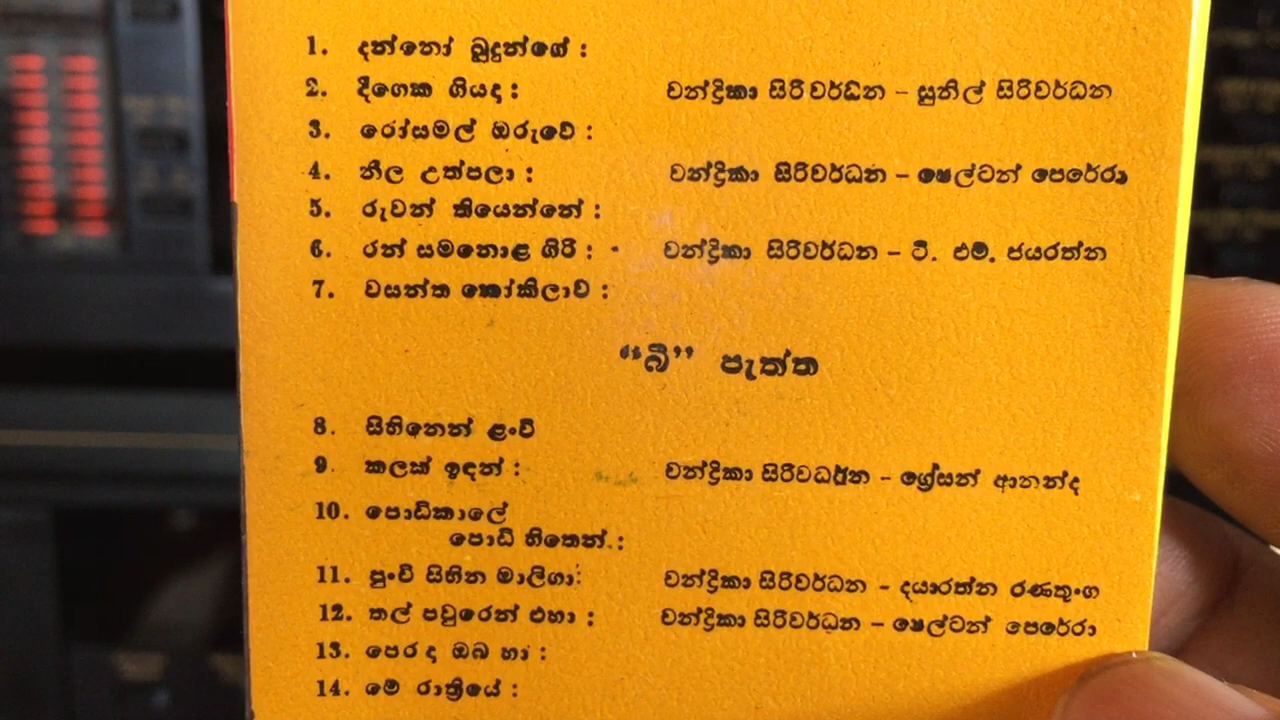 1. දන්නෝ බුදුන්ගේ :
2. දීගෙක ගියදා : චන්ද්‍රිකා සිරිවර්ධන – සුනිල් සිරිවර්ධන
3. රෝසමල් ඔරුවේ :
4. නීල උත්පලා : චන්ද්‍රිකා සිරිවර්ධන – ෂෙල්ටන් පෙරේරා
5. රුවන් තියෙන්නේ :
6. රන් සමනොළ ගිරි : - චන්ද්‍රිකා සිරිවර්ධන – ටී. එම්. ජයරත්න
7. වසන්ත කෝකිලාවී :
“බී” පැත්ත
8. සිහිනෙන් ළංවී
9. කලක් ඉඳන් : චන්ද්‍රිකා සිරිවර්ධන – ග්‍රේසන් ආනන්ද
10. පොඩිකාලේ
පොඩි හිතෙන් :
11. පුංචි සිහින මාලිගා: චන්ද්‍රිකා සිරිවර්ධන – දයාරත්න රණතුංග
12. තල් පවුරෙන් එහා : චන්ද්‍රිකා සිරිවර්ධන – ෂෙල්ටන් පෙරේරා
13. පෙරදා ඔබ හා :
14. මේ රාත්‍රියේ :